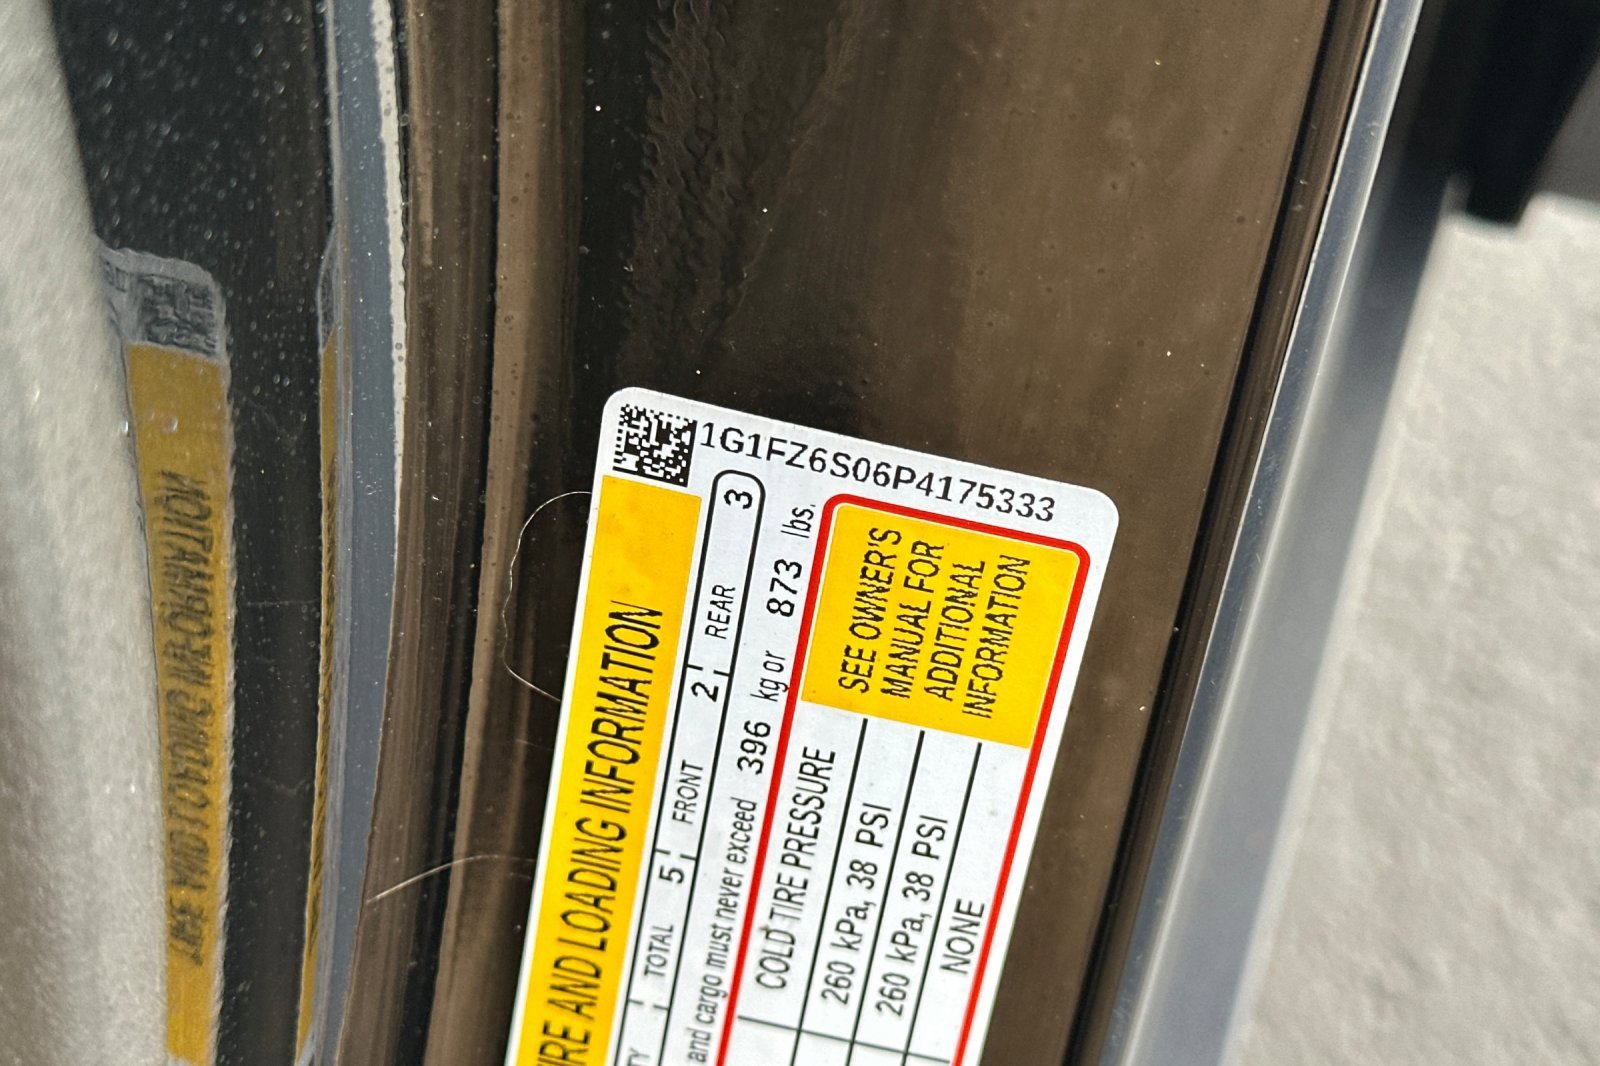 1G1FZ6S06P4175333
TIRE AND LOADING INFORMATION
TOTAL 5 FRONT 2 REAR 3
and cargo must never exceed 396 kg or 873 lbs.
COLD TIRE PRESSURE
260 kPa, 38 PSI
260 kPa, 38 PSI
NONE
SEE OWNER'S
MANUAL FOR
ADDITIONAL
INFORMATION